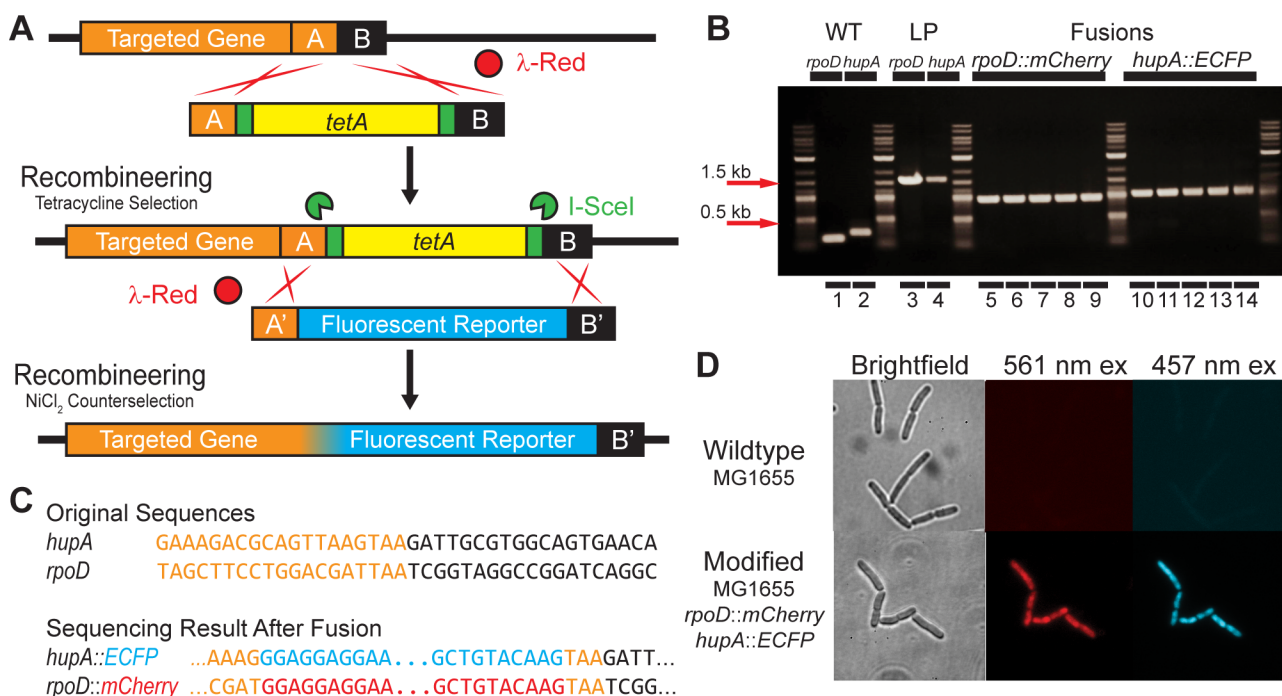 A
Targeted Gene A B
λ-Red
A tetA B
Recombineering
Tetracycline Selection
I-SceI
Targeted Gene A tetA B
λ-Red
A' Fluorescent Reporter B'
Recombineering
NiCl2 Counterselection
Targeted Gene Fluorescent Reporter B'
B
WT LP Fusions
rpoD hupA rpoD hupA rpoD::mCherry hupA::ECFP
1.5 kb
0.5 kb
1 2 3 4 5 6 7 8 9 10 11 12 13 14
C
Original Sequences
hupA GAAAGACGCAGTTAAGTAAGATTGCGTGGCAGTGAACA
rpoD TAGCTTCCTGGACGATTAATCGGTAGGCCGGATCAGGC
Sequencing Result After Fusion
hupA::ECFP ...AAAGGGAGGAGGAA...GCTGTACAAGTAAGATT...
rpoD::mCherry ...CGATGGAGGAGGAA...GCTGTACAAGTAATCGG...
D
Brightfield 561 nm ex 457 nm ex
Wildtype
MG1655
Modified
MG1655
rpoD::mCherry
hupA::ECFP